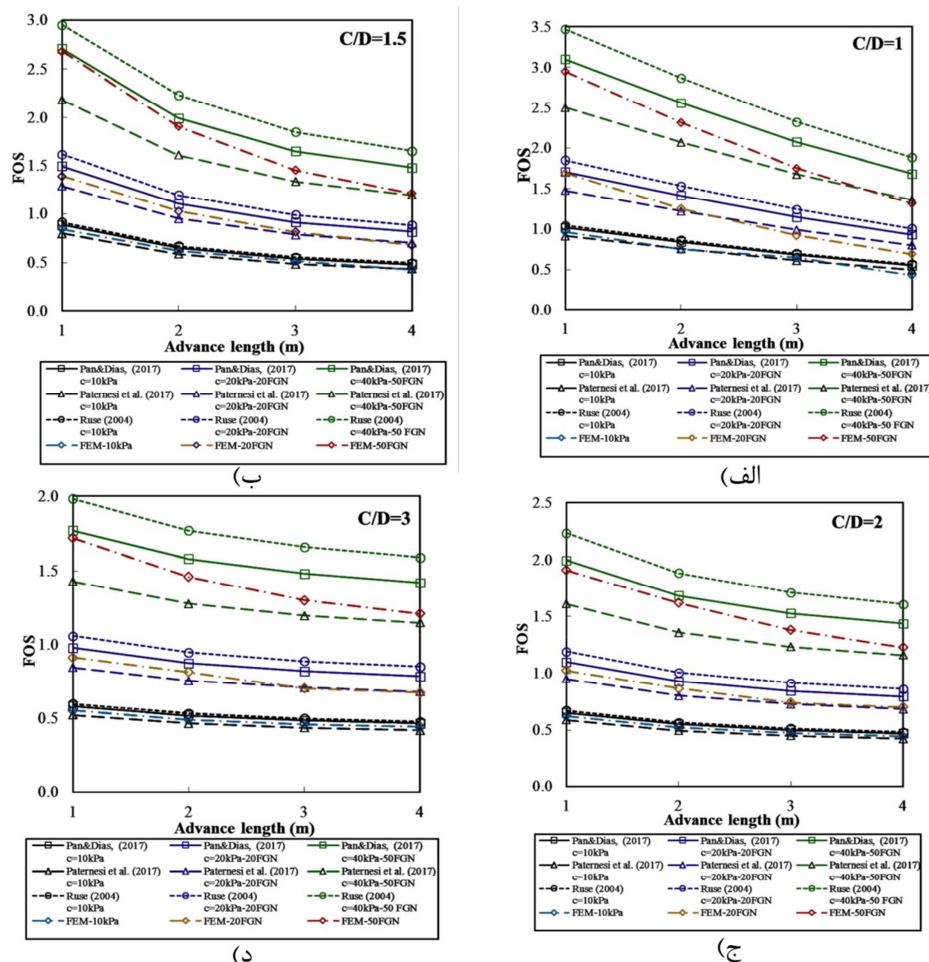 C/D=1.5
3.0
2.5
2.0
1.5
1.0
0.5
0.0
FOS
1 2 3 4
Advance length (m)
Pan&Dias, (2017) Pan&Dias, (2017) Pan&Dias, (2017)
c=10kPa c=20kPa-20FGN c=40kPa-50FGN
Paternesi et al. (2017) Paternesi et al. (2017) Paternesi et al. (2017)
c=10kPa c=20kPa-20FGN c=40kPa-50FGN
Ruse (2004) Ruse (2004) Ruse (2004)
c=10kPa c=20kPa-20FGN c=40kPa-50 FGN
FEM-10kPa FEM-20FGN FEM-50FGN
ب)
C/D=1
3.5
3.0
2.5
2.0
1.5
1.0
0.5
0.0
FOS
1 2 3 4
Advance length (m)
Pan&Dias, (2017) Pan&Dias, (2017) Pan&Dias, (2017)
c=10kPa c=20kPa-20FGN c=40kPa-50FGN
Paternesi et al. (2017) Paternesi et al. (2017) Paternesi et al. (2017)
c=10kPa c=20kPa-20FGN c=40kPa-50FGN
Ruse (2004) Ruse (2004) Ruse (2004)
c=10kPa c=20kPa-20FGN c=40kPa-50 FGN
FEM-10kPa FEM-20FGN FEM-50FGN
الف)
C/D=3
2.0
1.5
1.0
0.5
0.0
FOS
1 2 3 4
Advance length (m)
Pan&Dias, (2017) Pan&Dias, (2017) Pan&Dias, (2017)
c=10kPa c=20kPa-20FGN c=40kPa-50FGN
Paternesi et al. (2017) Paternesi et al. (2017) Paternesi et al. (2017)
c=10kPa c=20kPa-20FGN c=40kPa-50FGN
Ruse (2004) Ruse (2004) Ruse (2004)
c=10kPa c=20kPa-20FGN c=40kPa-50 FGN
FEM-10kPa FEM-20FGN FEM-50FGN
د)
C/D=2
2.5
2.0
1.5
1.0
0.5
0.0
FOS
1 2 3 4
Advance length (m)
Pan&Dias, (2017) Pan&Dias, (2017) Pan&Dias, (2017)
c=10kPa c=20kPa-20FGN c=40kPa-50FGN
Paternesi et al. (2017) Paternesi et al. (2017) Paternesi et al. (2017)
c=10kPa c=20kPa-20FGN c=40kPa-50FGN
Ruse (2004) Ruse (2004) Ruse (2004)
c=10kPa c=20kPa-20FGN c=40kPa-50 FGN
FEM-10kPa FEM-20FGN FEM-50FGN
ج)